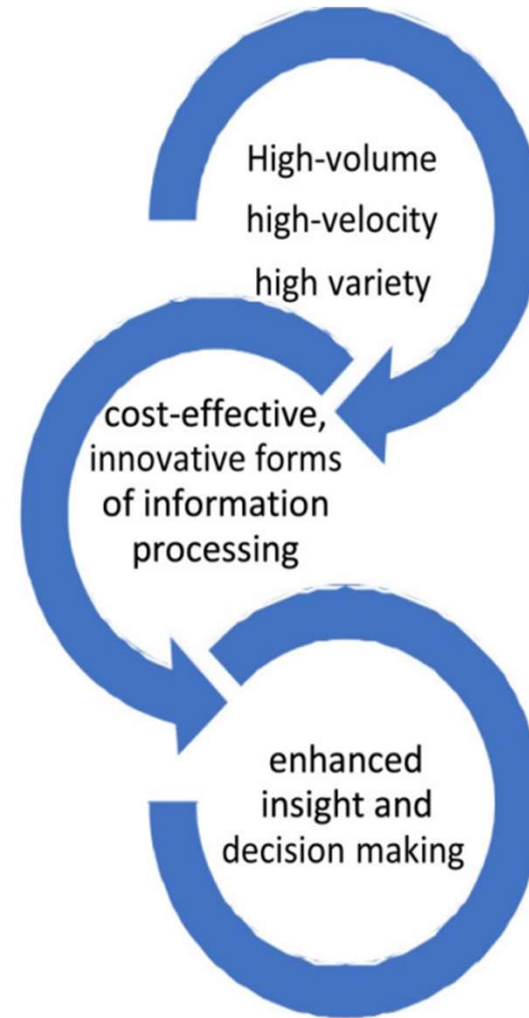 High-volume
high-velocity
high variety
cost-effective,
innovative forms
of information
processing
enhanced
insight and
decision making